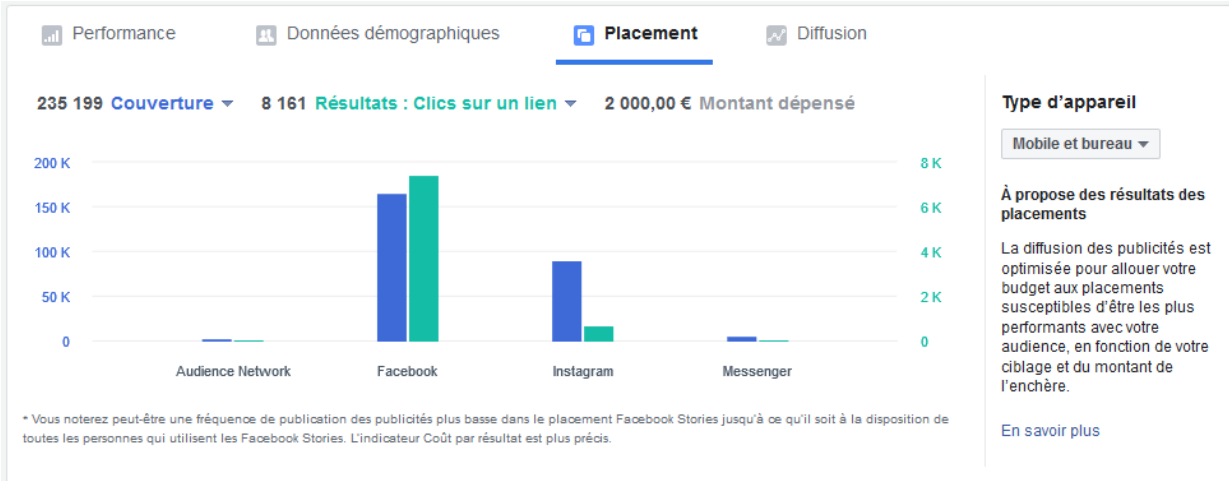 Performance
Données démographiques
Placement
Diffusion
235 199 Couverture
8 161 Résultats : Clics sur un lien
2 000,00 € Montant dépensé
200 K
150 K
100 K
50 K
0
8 K
6 K
4 K
2 K
0
Audience Network
Facebook
Instagram
Messenger
* Vous noterez peut-être une fréquence de publication des publicités plus basse dans le placement Facebook Stories jusqu'à ce qu'il soit à la disposition de
toutes les personnes qui utilisent les Facebook Stories. L'indicateur Coût par résultat est plus précis.
Type d'appareil
Mobile et bureau
À propose des résultats des
placements
La diffusion des publicités est
optimisée pour allouer votre
budget aux placements
susceptibles d'être les plus
performants avec votre
audience, en fonction de votre
ciblage et du montant de
l'enchère.
En savoir plus